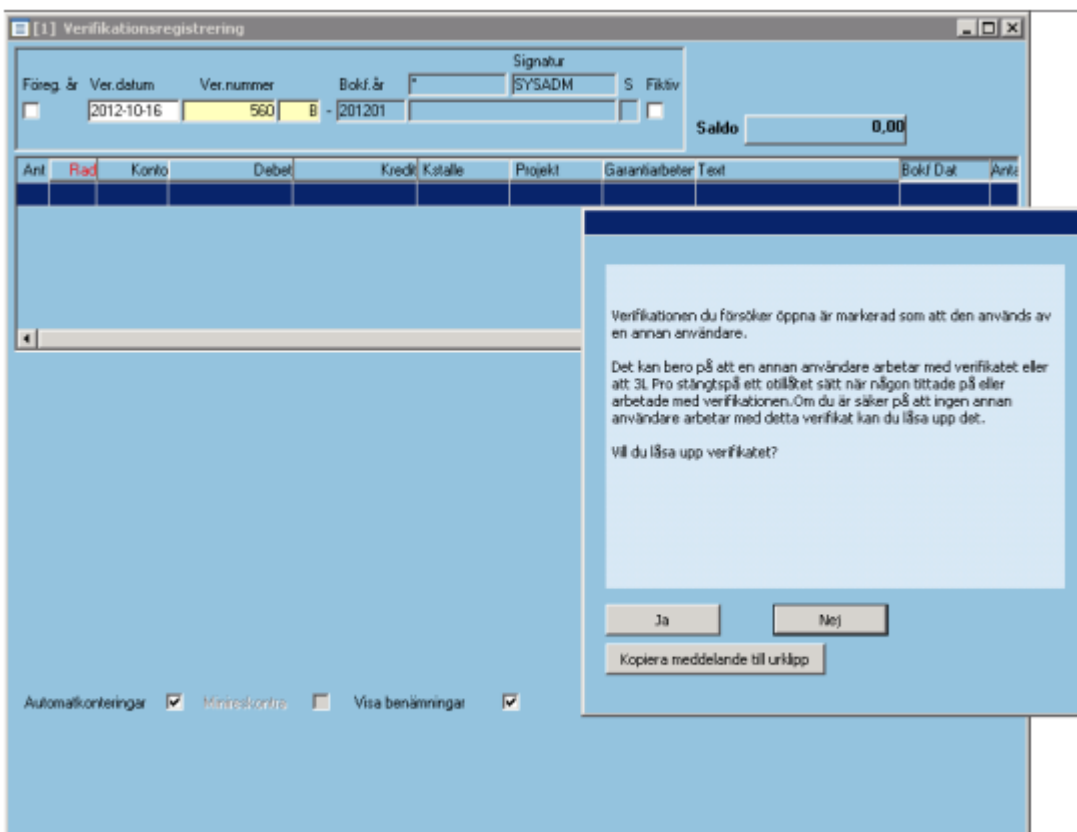 [1] Verifikationsregistrering
Signatur
Föreg. år Ver.datum Ver.nummer Bokf.år * SYSADM S Fiktiv
2012-10-16 560 B - 201201
Saldo 0,00
Ant Rad Konto Debet Kredit Kställe Projekt Garantiarbeten Text Bokf Dat Anta
Verifikationen du försöker öppna är markerad som att den används av
en annan användare.
Det kan bero på att en annan användare arbetar med verifikatet eller
att 3L Pro stängtspå ett otillåtet sätt när någon tittade på eller
arbetade med verifikationen.Om du är säker på att ingen annan
användare arbetar med detta verifikat kan du låsa upp det.
Vill du låsa upp verifikatet?
Ja Nej
Kopiera meddelande till urklipp
Automatkonteringar Minireskontra Visa benämningar